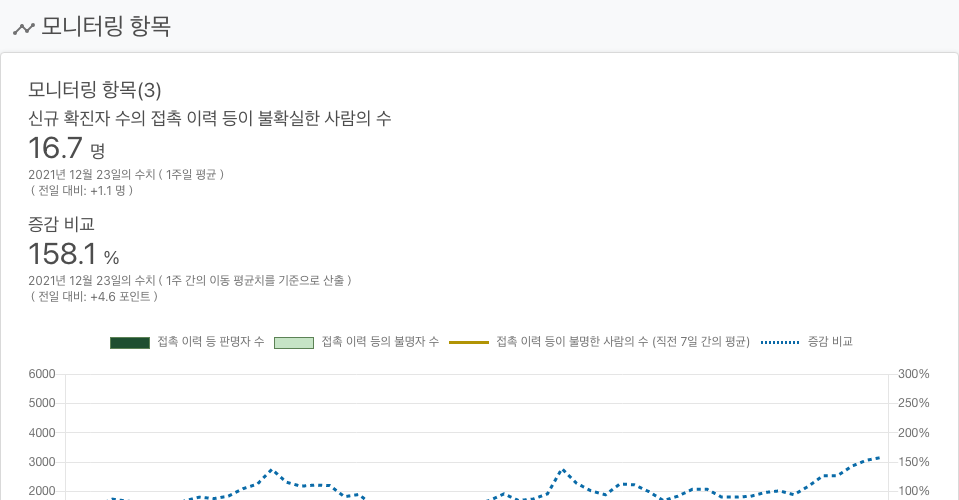 모니터링 항목
모니터링 항목(3)
신규 확진자 수의 접촉 이력 등이 불확실한 사람의 수
16.7 명
2021년 12월 23일의 수치 ( 1주일 평균 )
( 전일 대비: +1.1 명 )
증감 비교
158.1 %
2021년 12월 23일의 수치 ( 1주 간의 이동 평균치를 기준으로 산출 )
( 전일 대비: +4.6 포인트 )
접촉 이력 등 판명자 수 접촉 이력 등의 불명자 수 접촉 이력 등이 불명한 사람의 수 (직전 7일 간의 평균) 증감 비교
6000 300%
5000 250%
4000 200%
3000 150%
2000 100%